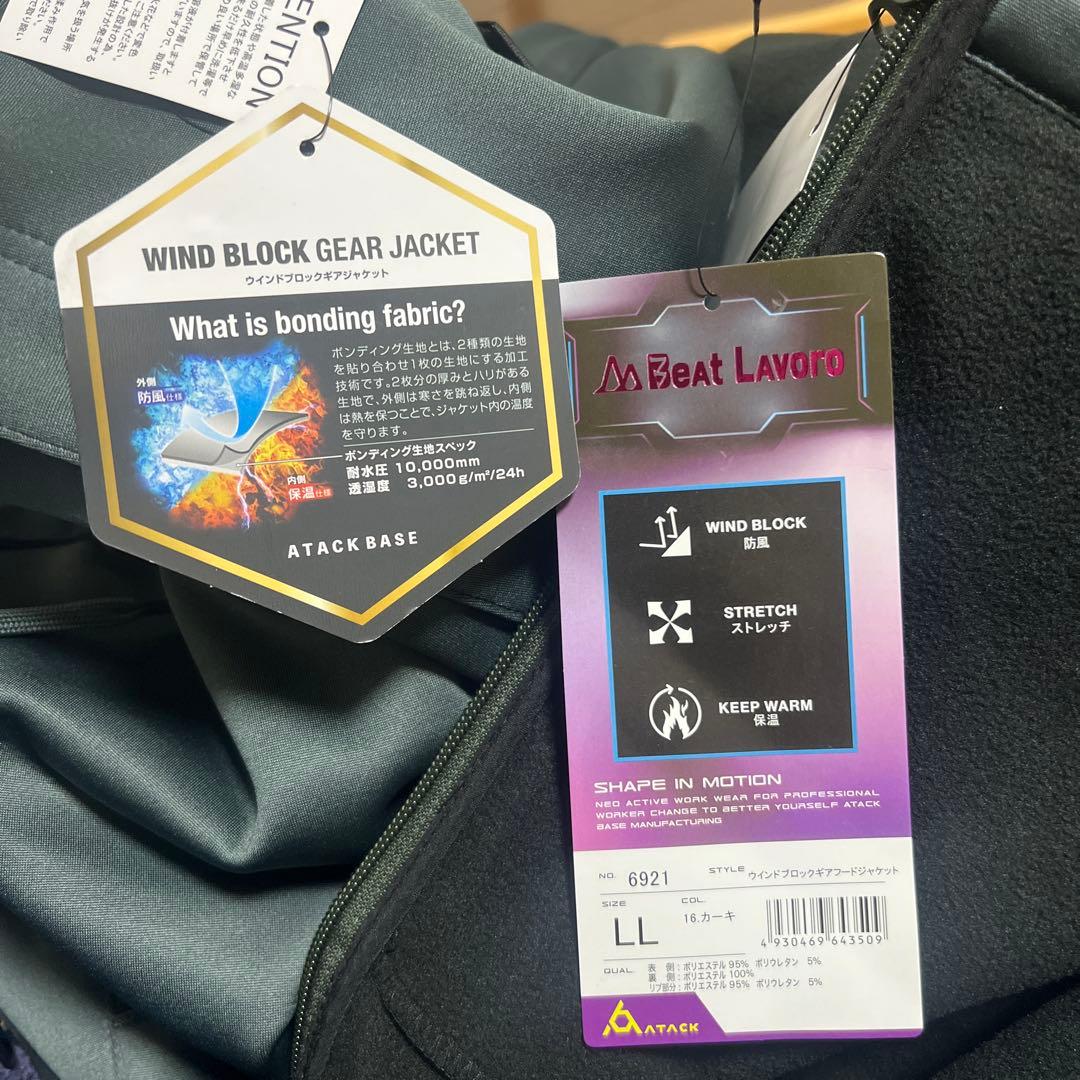 ENTION
WIND BLOCK GEAR JACKET
ウインドブロックギアジャケット
What is bonding fabric?
ボンディング生地とは、2種類の生地
を貼り合わせ1枚の生地にする加工
技術です。2枚分の厚みとハリがある
生地で、外側は寒さを跳ね返し、内側
は熱を保つことで、ジャケット内の温度
を守ります。
外側
防風仕様
内側
保温仕様
ボンディング生地スペック
耐水圧 10,000mm
透湿度 3,000g/m²/24h
ATACK BASE
Beat Lavoro
WIND BLOCK
防風
STRETCH
ストレッチ
KEEP WARM
保温
SHAPE IN MOTION
NEO ACTIVE WORK WEAR FOR PROFESSIONAL
WORKER CHANGE TO BETTER YOURSELF ATACK
BASE MANUFACTURING
NO. 6921 STYLE ウインドブロックギアフードジャケット
SIZE COL.
LL 16.カーキ
4 930469 643509
QUAL. 表 側：ポリエステル 95% ポリウレタン 5%
裏 側：ポリエステル 100%
リブ部分：ポリエステル 95% ポリウレタン 5%
ATACK